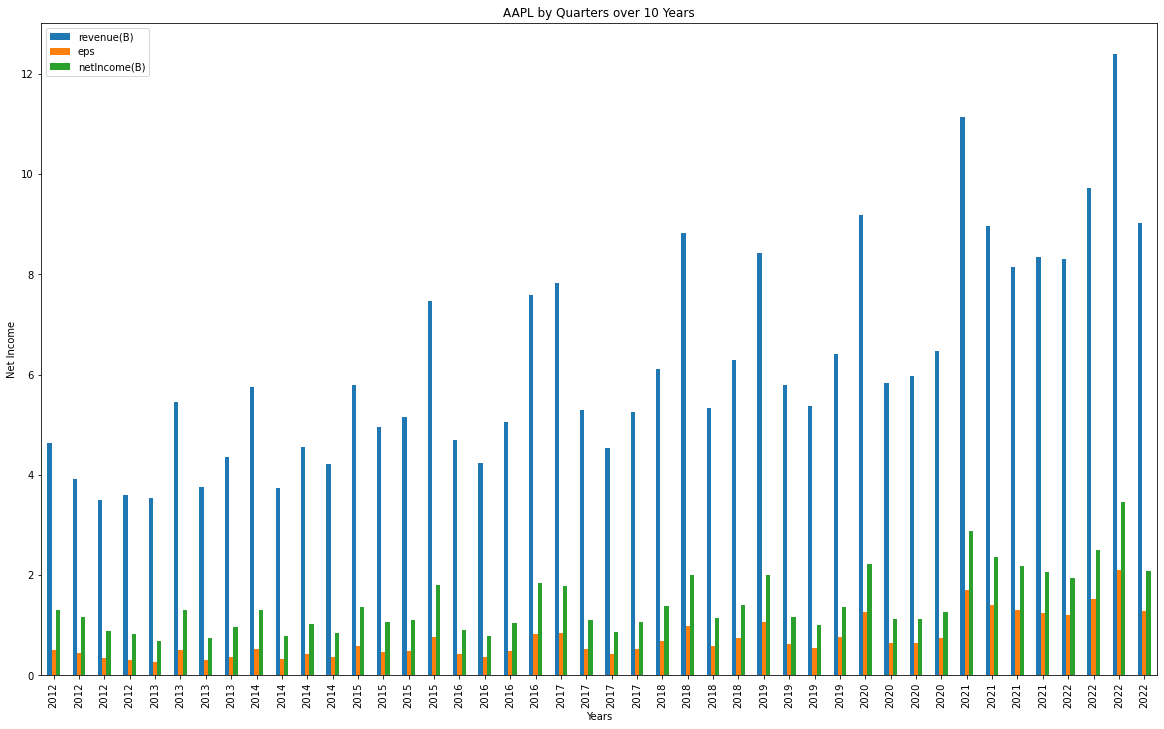 AAPL by Quarters over 10 Years
revenue(B)
eps
netIncome(B)
12
10
8
6
4
2
0
Net Income
2012 2012 2012 2012 2013 2013 2013 2013 2014 2014 2014 2014 2015 2015 2015 2015 2016 2016 2016 2016 2017 2017 2017 2017 2018 2018 2018 2018 2019 2019 2019 2019 2020 2020 2020 2020 2021 2021 2021 2021 2022 2022 2022 2022
Years